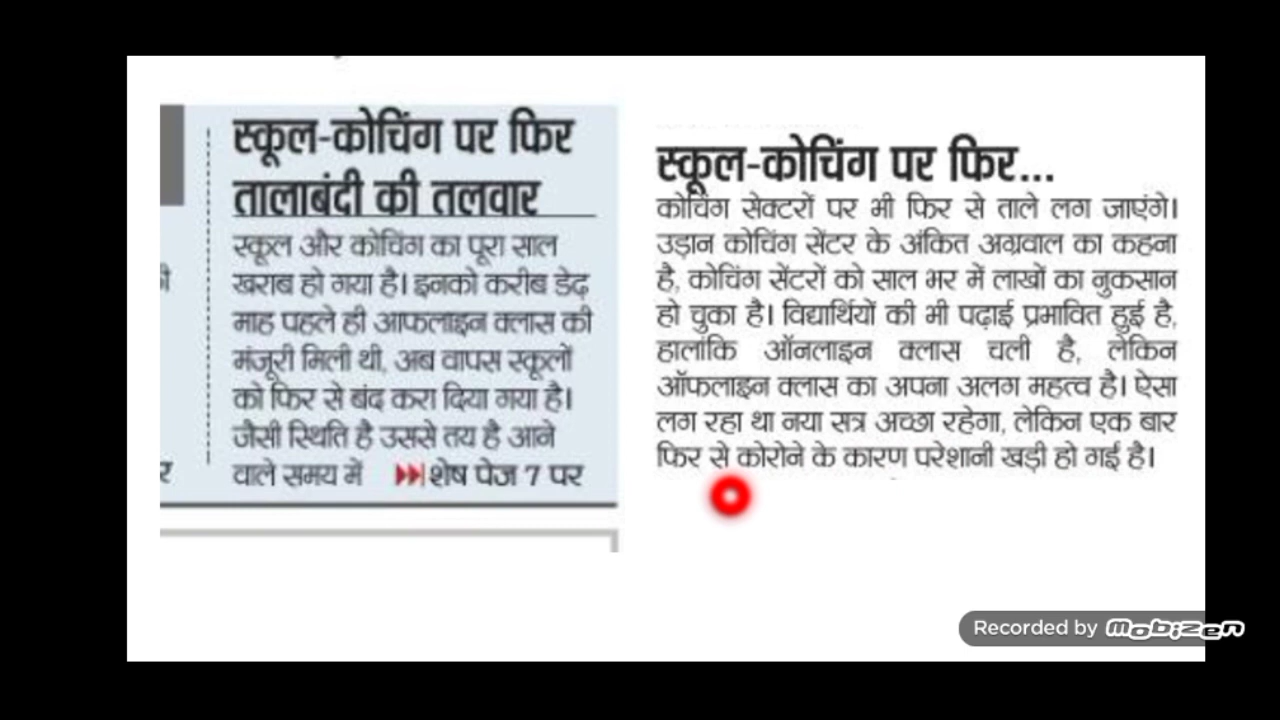 स्कूल-कोचिंग पर फिर
तालाबंदी की तलवार
स्कूल और कोचिंग का पूरा साल
खराब हो गया है। इनको करीब डेढ़
माह पहले ही आफलाइन क्लास की
मंजूरी मिली थी, अब वापस स्कूलों
को फिर से बंद करा दिया गया है।
जैसी स्थिति है उससे तय है आने
वाले समय में शेष पेज 7 पर
स्कूल-कोचिंग पर फिर...
कोचिंग सेक्टरों पर भी फिर से ताले लग जाएंगे।
उड़ान कोचिंग सेंटर के अंकित अग्रवाल का कहना
है, कोचिंग सेंटरों को साल भर में लाखों का नुकसान
हो चुका है। विद्यार्थियों की भी पढ़ाई प्रभावित हुई है,
हालांकि ऑनलाइन क्लास चली है, लेकिन
ऑफलाइन क्लास का अपना अलग महत्व है। ऐसा
लग रहा था नया सत्र अच्छा रहेगा, लेकिन एक बार
फिर से कोरोने के कारण परेशानी खड़ी हो गई है।
Recorded by Mobizen